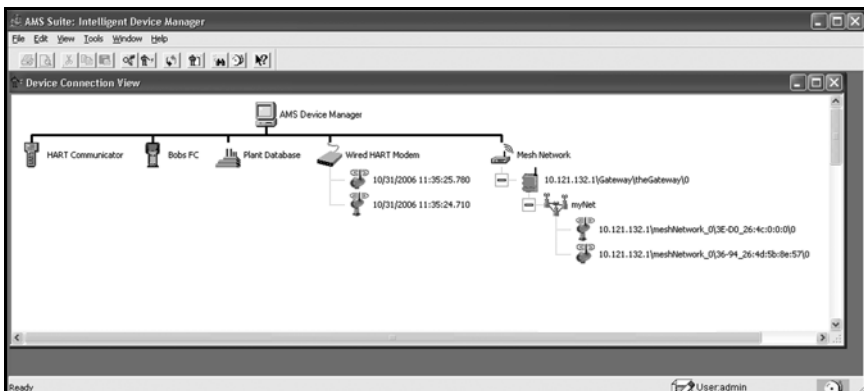 AMS Suite: Intelligent Device Manager
File Edit View Tools Window Help
Device Connection View
AMS Device Manager
HART Communicator
Bobs FC
Plant Database
Wired HART Modem
Mesh Network
10/31/2006 11:35:25.780
10.121.132.1\Gateway\theGateway\0
10/31/2006 11:35:24.710
myNet
10.121.132.1\meshNetwork_0\3E-D0_26:4c:0:0:0\0
10.121.132.1\meshNetwork_0\36-94_26:4d:5b:8e:57\0
Ready
User:admin